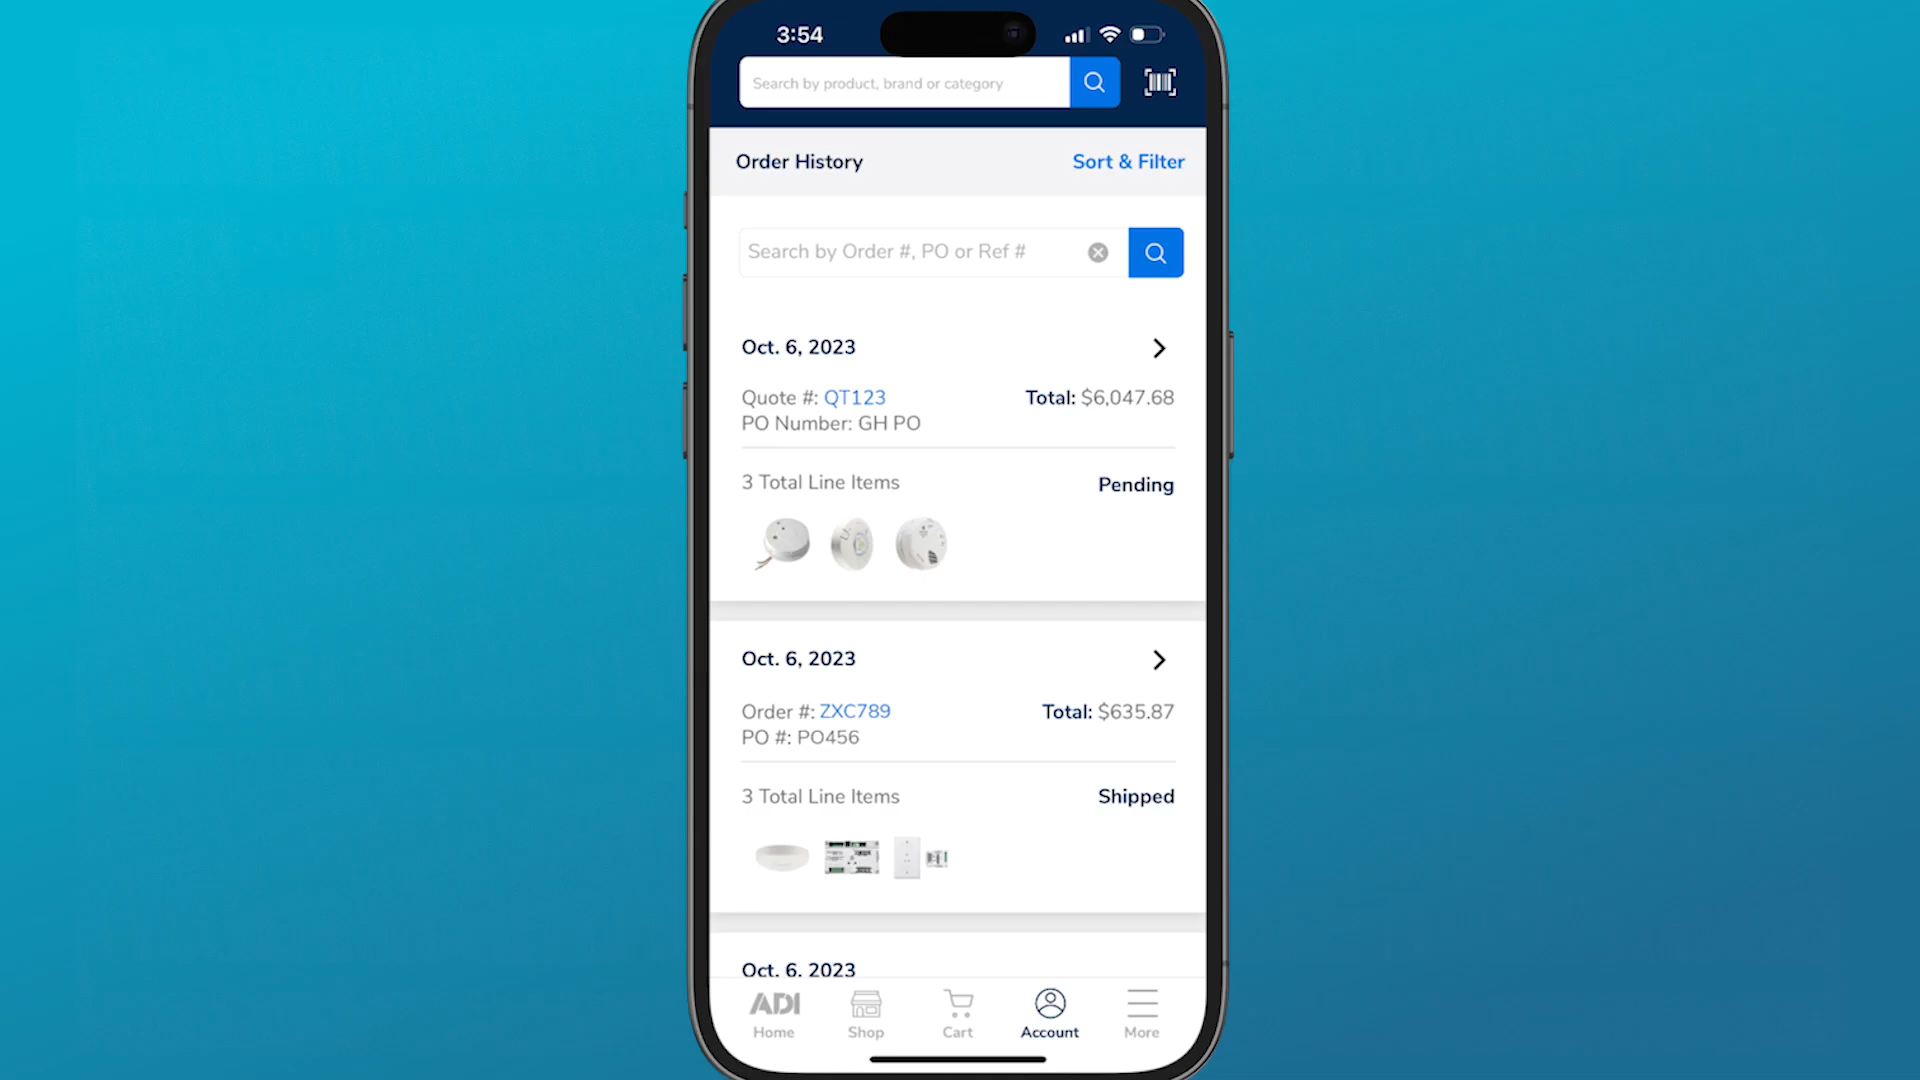 3:54
Search by product, brand or category
Order History
Sort & Filter
Search by Order #, PO or Ref #
Oct. 6, 2023
Quote #: QT123
Total: $6,047.68
PO Number: GH PO
3 Total Line Items
Pending
Oct. 6, 2023
Order #: ZXC789
Total: $635.87
PO #: PO456
3 Total Line Items
Shipped
Oct. 6, 2023
ADI
Home
Shop
Cart
Account
More